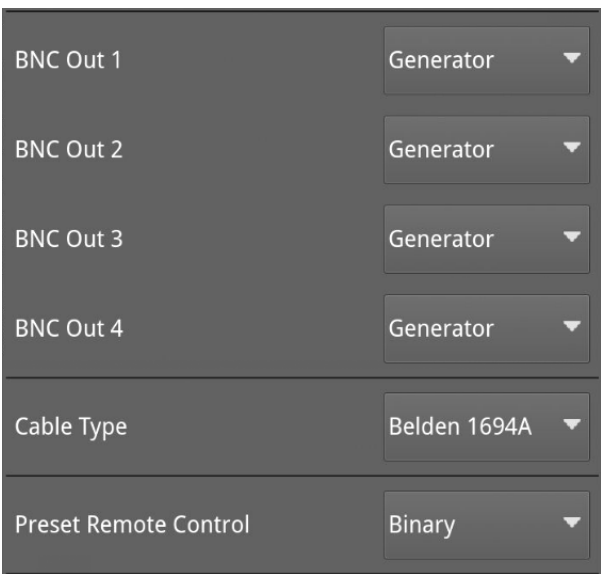 BNC Out 1 Generator
BNC Out 2 Generator
BNC Out 3 Generator
BNC Out 4 Generator
Cable Type Belden 1694A
Preset Remote Control Binary